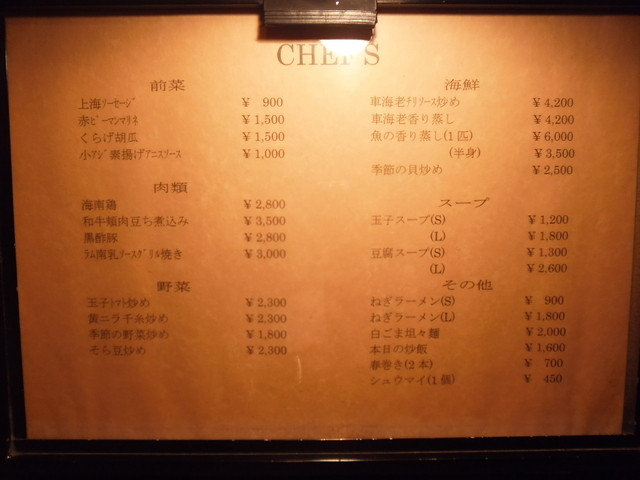 CHEF'S
前菜
上海ｿｰｾｰｼﾞ ￥ 900
赤ﾋﾟｰﾏﾝﾏﾘﾈ ￥1,500
くらげ胡瓜 ￥1,500
小ｱｼﾞ素揚げｱﾆｽｿｰｽ ￥1,000
肉類
海南鶏 ￥2,800
和牛頬肉豆ち煮込み ￥3,500
黒酢豚 ￥2,800
ﾗﾑ南乳ｿｰｽｸﾞﾘﾙ焼き ￥3,000
野菜
玉子ﾄﾏﾄ炒め ￥2,300
黄ニラ千糸炒め ￥2,300
季節の野菜炒め ￥1,800
そら豆炒め ￥2,300
海鮮
車海老ﾁﾘｿｰｽ炒め ￥4,200
車海老香り蒸し ￥4,200
魚の香り蒸し(1匹) ￥6,000
(半身) ￥3,500
季節の貝炒め ￥2,500
スープ
玉子スープ(S) ￥1,200
(L) ￥1,800
豆腐スープ(S) ￥1,300
(L) ￥2,600
その他
ねぎラーメン(S) ￥ 900
ねぎラーメン(L) ￥1,800
白ごま坦々麺 ￥2,000
本日の炒飯 ￥1,600
春巻き(2本) ￥ 700
シュウマイ(1個) ￥ 450